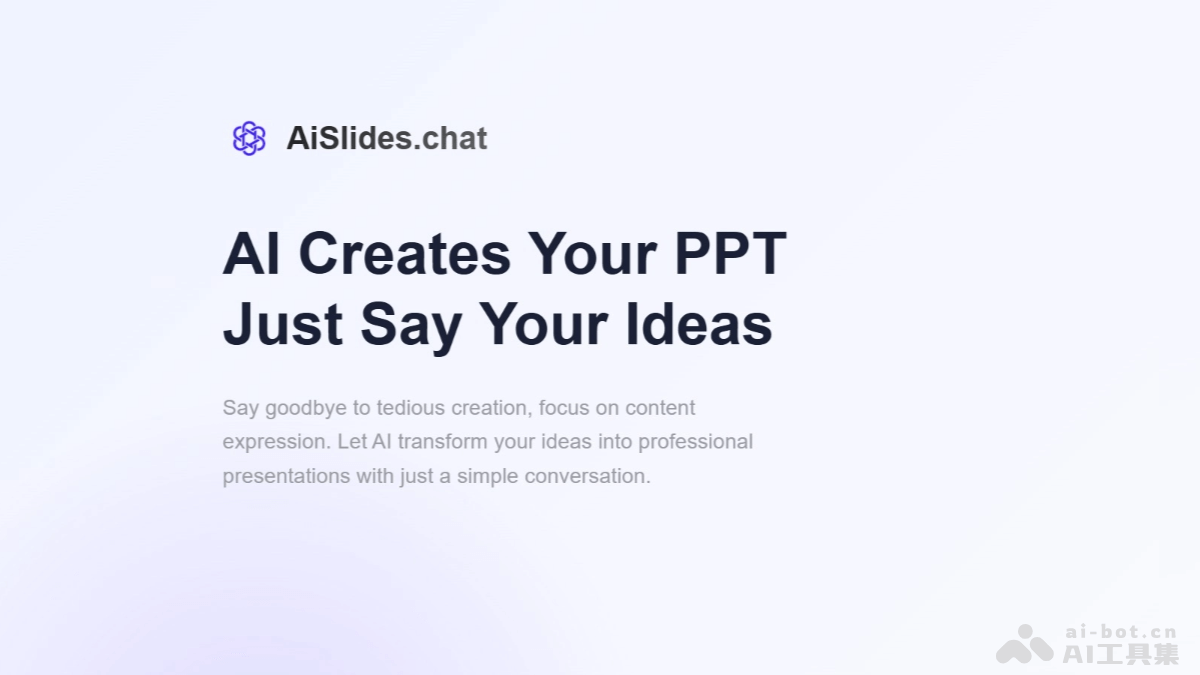 AiSlides.chat
AI Creates Your PPT
Just Say Your Ideas
Say goodbye to tedious creation, focus on content
expression. Let AI transform your ideas into professional
presentations with just a simple conversation.
ai-bot.cn
AI工具集